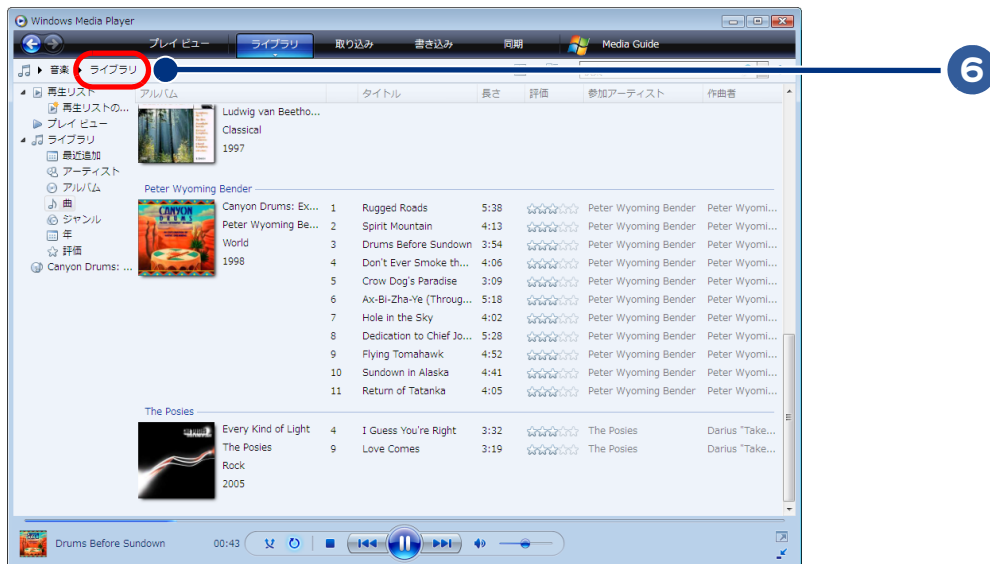 Windows Media Player
プレイ ビュー ライブラリ 取り込み 書き込み 同期 Media Guide
音楽 ライブラリ
6
再生リスト
再生リストの...
プレイ ビュー
ライブラリ
最近追加
アーティスト
アルバム
曲
ジャンル
年
評価
Canyon Drums: ...
アルバム タイトル 長さ 評価 参加アーティスト 作曲者
Ludwig van Beetho...
Classical
1997
Peter Wyoming Bender
Canyon Drums: Ex... 1 Rugged Roads 5:38 Peter Wyoming Bender Peter Wyomi...
Peter Wyoming Be... 2 Spirit Mountain 4:13 Peter Wyoming Bender Peter Wyomi...
World 3 Drums Before Sundown 3:54 Peter Wyoming Bender Peter Wyomi...
1998 4 Don't Ever Smoke th... 4:06 Peter Wyoming Bender Peter Wyomi...
5 Crow Dog's Paradise 3:09 Peter Wyoming Bender Peter Wyomi...
6 Ax-Bi-Zha-Ye (Throug... 5:18 Peter Wyoming Bender Peter Wyomi...
7 Hole in the Sky 4:02 Peter Wyoming Bender Peter Wyomi...
8 Dedication to Chief Jo... 5:28 Peter Wyoming Bender Peter Wyomi...
9 Flying Tomahawk 4:52 Peter Wyoming Bender Peter Wyomi...
10 Sundown in Alaska 4:41 Peter Wyoming Bender Peter Wyomi...
11 Return of Tatanka 4:05 Peter Wyoming Bender Peter Wyomi...
CANYON
DRUMS
The Posies
Every Kind of Light 4 I Guess You're Right 3:32 The Posies Darius "Take...
The Posies 9 Love Comes 3:19 The Posies Darius "Take...
Rock
2005
Drums Before Sundown 00:43